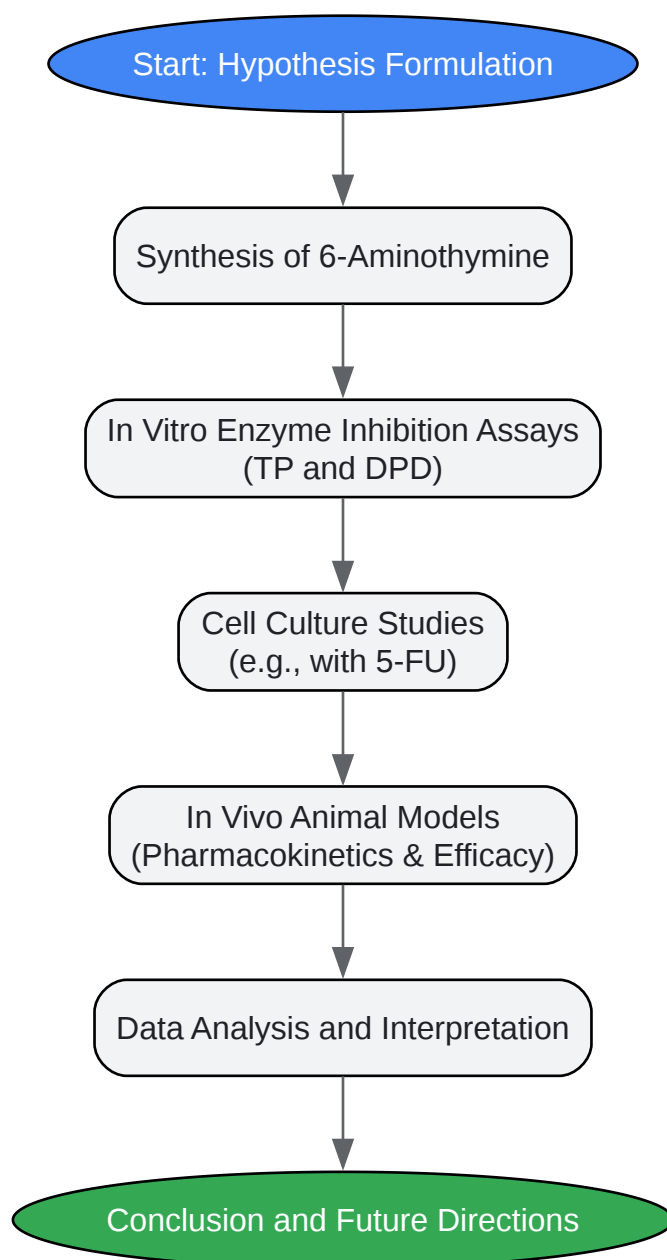 Start: Hypothesis Formulation
Synthesis of 6-Aminothymine
In Vitro Enzyme Inhibition Assays
(TP and DPD)
Cell Culture Studies
(e.g., with 5-FU)
In Vivo Animal Models
(Pharmacokinetics & Efficacy)
Data Analysis and Interpretation
Conclusion and Future Directions